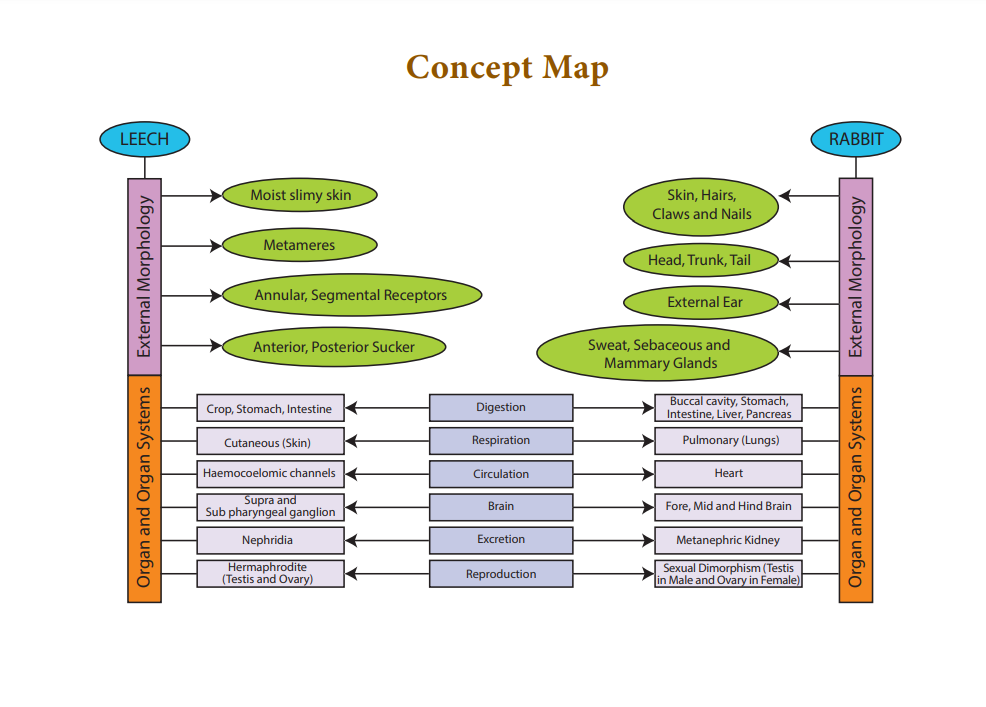 Concept Map
LEECH
RABBIT
External Morphology
Moist slimy skin
Metameres
Annular, Segmental Receptors
Anterior, Posterior Sucker
External Morphology
Skin, Hairs,
Claws and Nails
Head, Trunk, Tail
External Ear
Sweat, Sebaceous and
Mammary Glands
Organ and Organ Systems
Organ and Organ Systems
Crop, Stomach, Intestine
Digestion
Buccal cavity, Stomach,
Intestine, Liver, Pancreas
Cutaneous (Skin)
Respiration
Pulmonary (Lungs)
Haemocoelomic channels
Circulation
Heart
Supra and
Sub pharyngeal ganglion
Brain
Fore, Mid and Hind Brain
Nephridia
Excretion
Metanephric Kidney
Hermaphrodite
(Testis and Ovary)
Reproduction
Sexual Dimorphism (Testis
in Male and Ovary in Female)